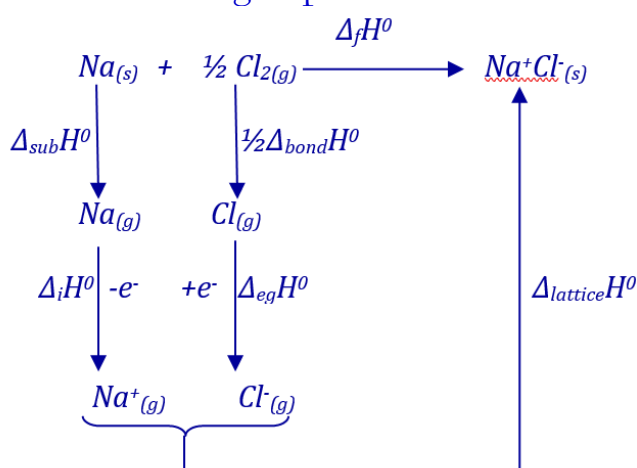 ΔfH⁰
Na(s) + ½ Cl2(g) Na⁺Cl⁻(s)
ΔsubH⁰ ½ΔbondH⁰
Na(g) Cl(g)
ΔiH⁰ -e⁻ +e⁻ ΔegH⁰ ΔlatticeH⁰
Na⁺(g) Cl⁻(g)